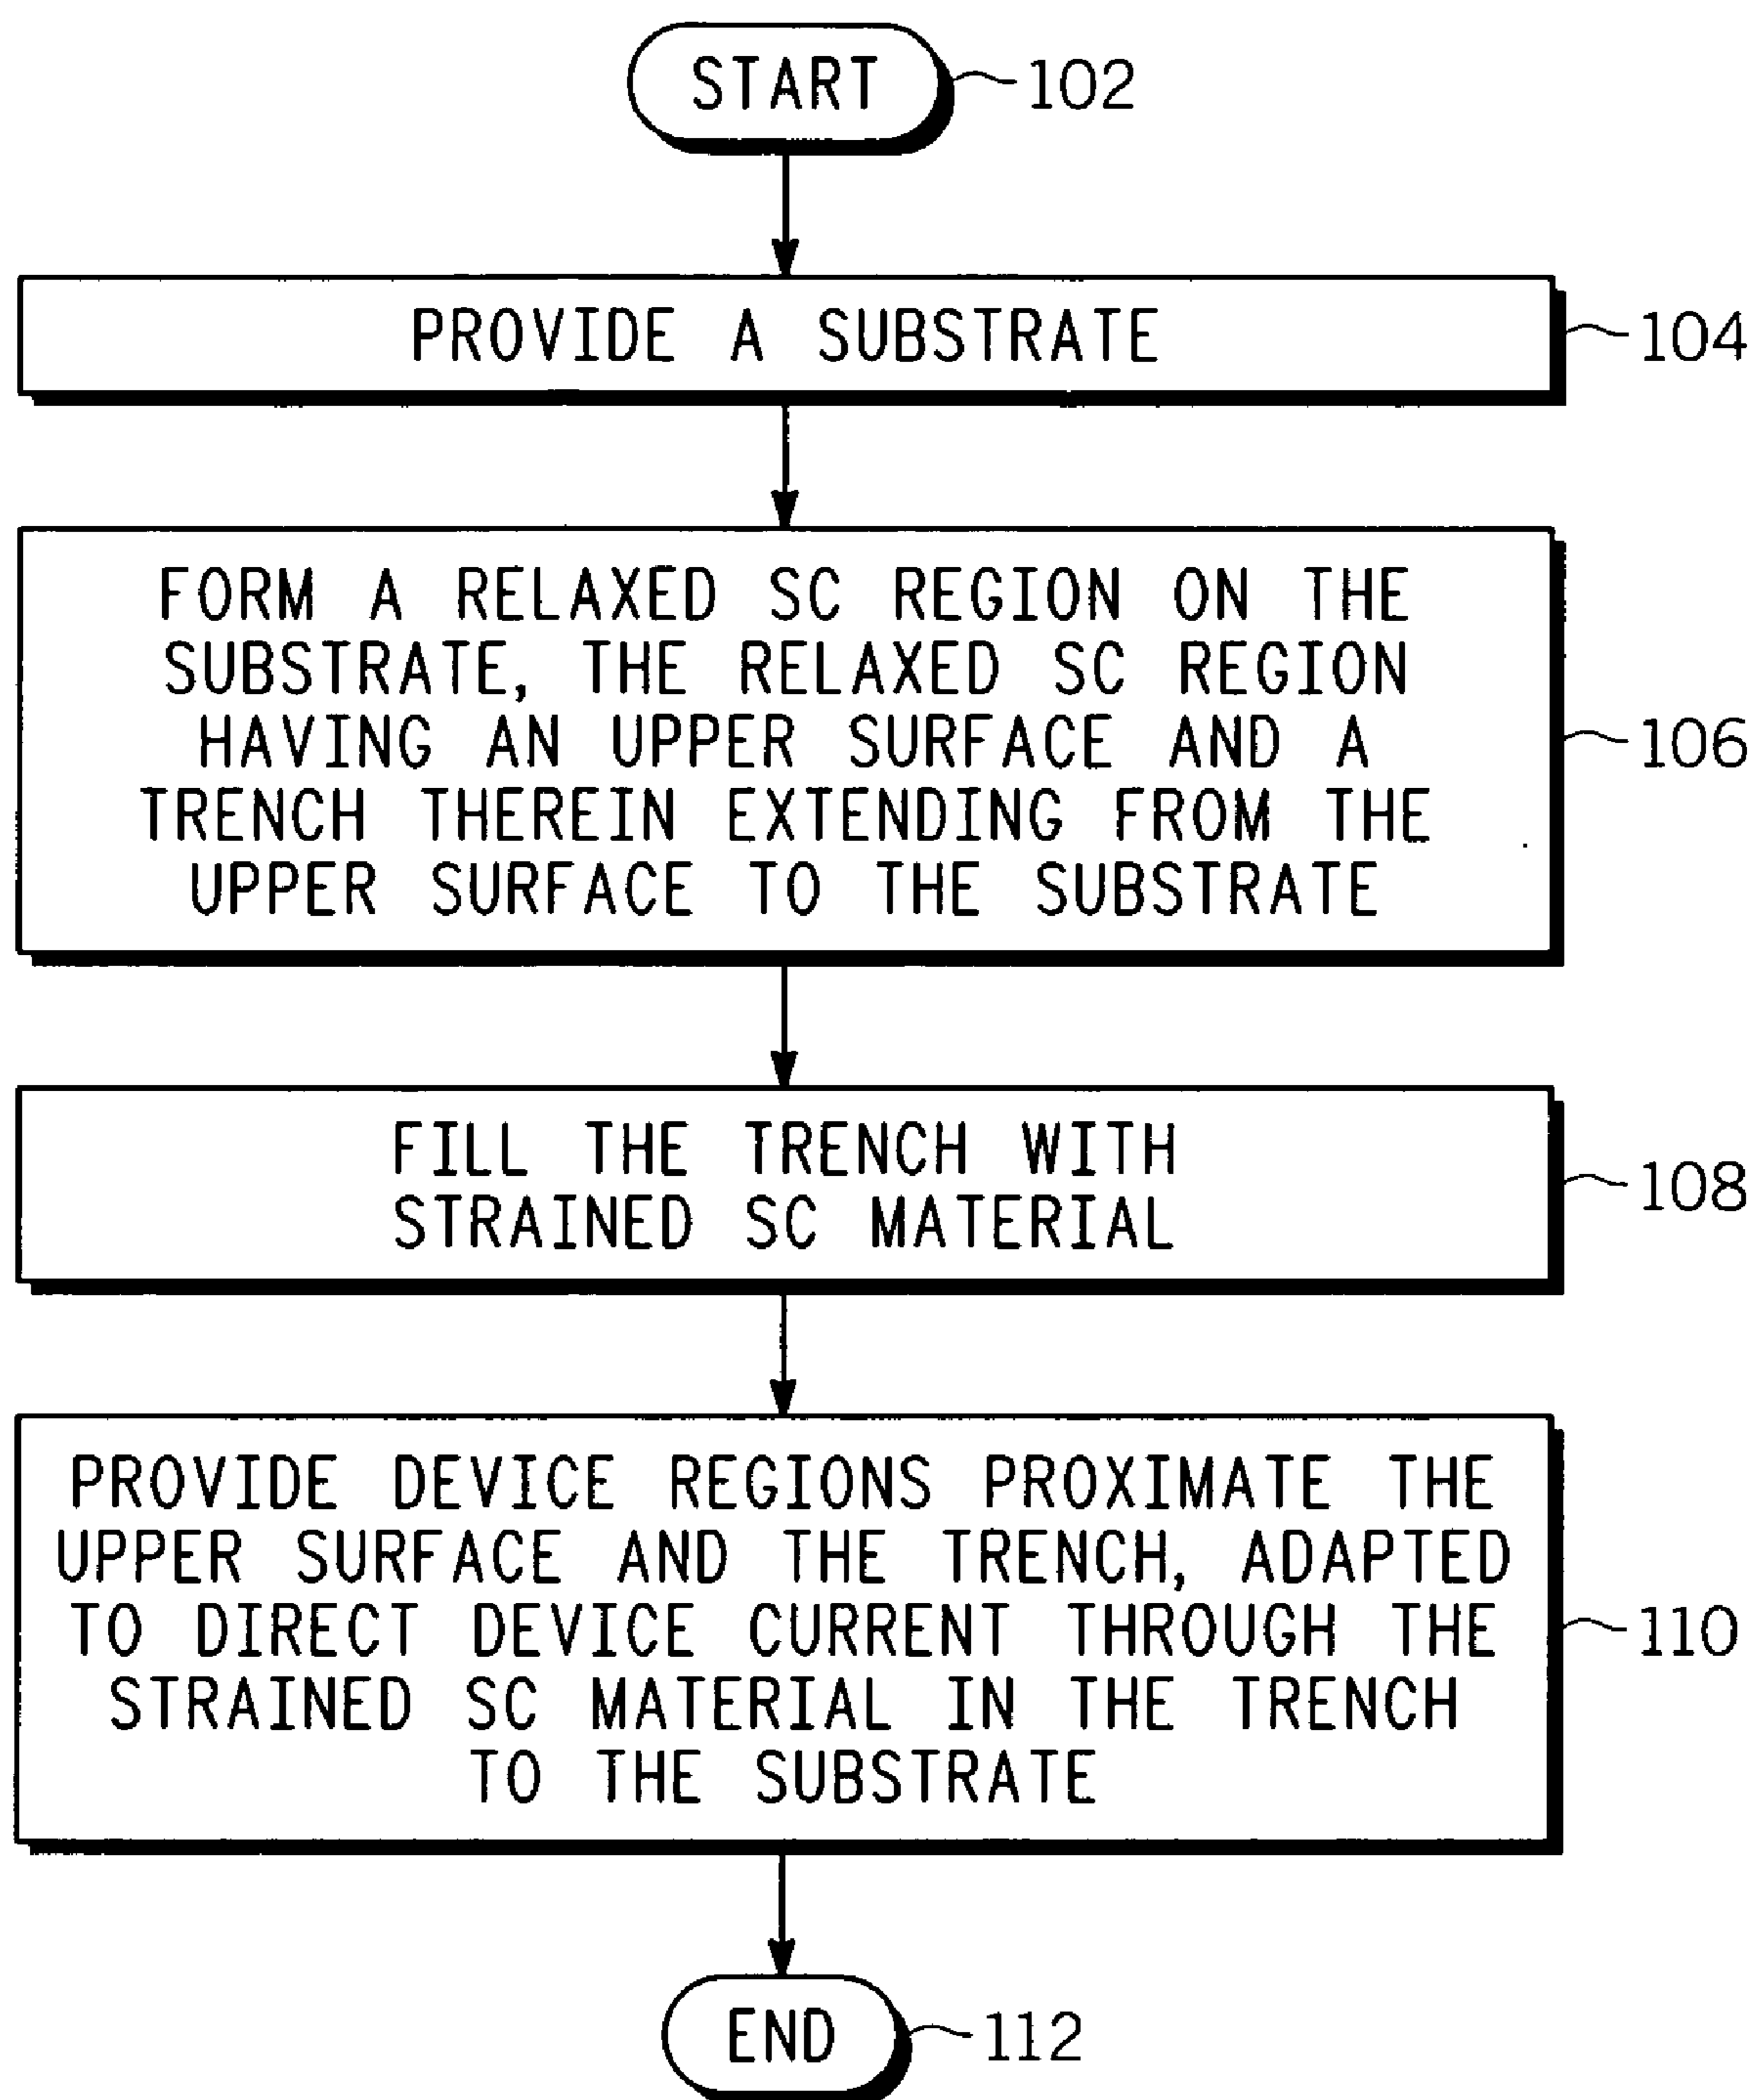 START
102
PROVIDE A SUBSTRATE
104
FORM A RELAXED SC REGION ON THE
SUBSTRATE, THE RELAXED SC REGION
HAVING AN UPPER SURFACE AND A
TRENCH THEREIN EXTENDING FROM THE
UPPER SURFACE TO THE SUBSTRATE
106
FILL THE TRENCH WITH
STRAINED SC MATERIAL
108
PROVIDE DEVICE REGIONS PROXIMATE THE
UPPER SURFACE AND THE TRENCH, ADAPTED
TO DIRECT DEVICE CURRENT THROUGH THE
STRAINED SC MATERIAL IN THE TRENCH
TO THE SUBSTRATE
110
END
112